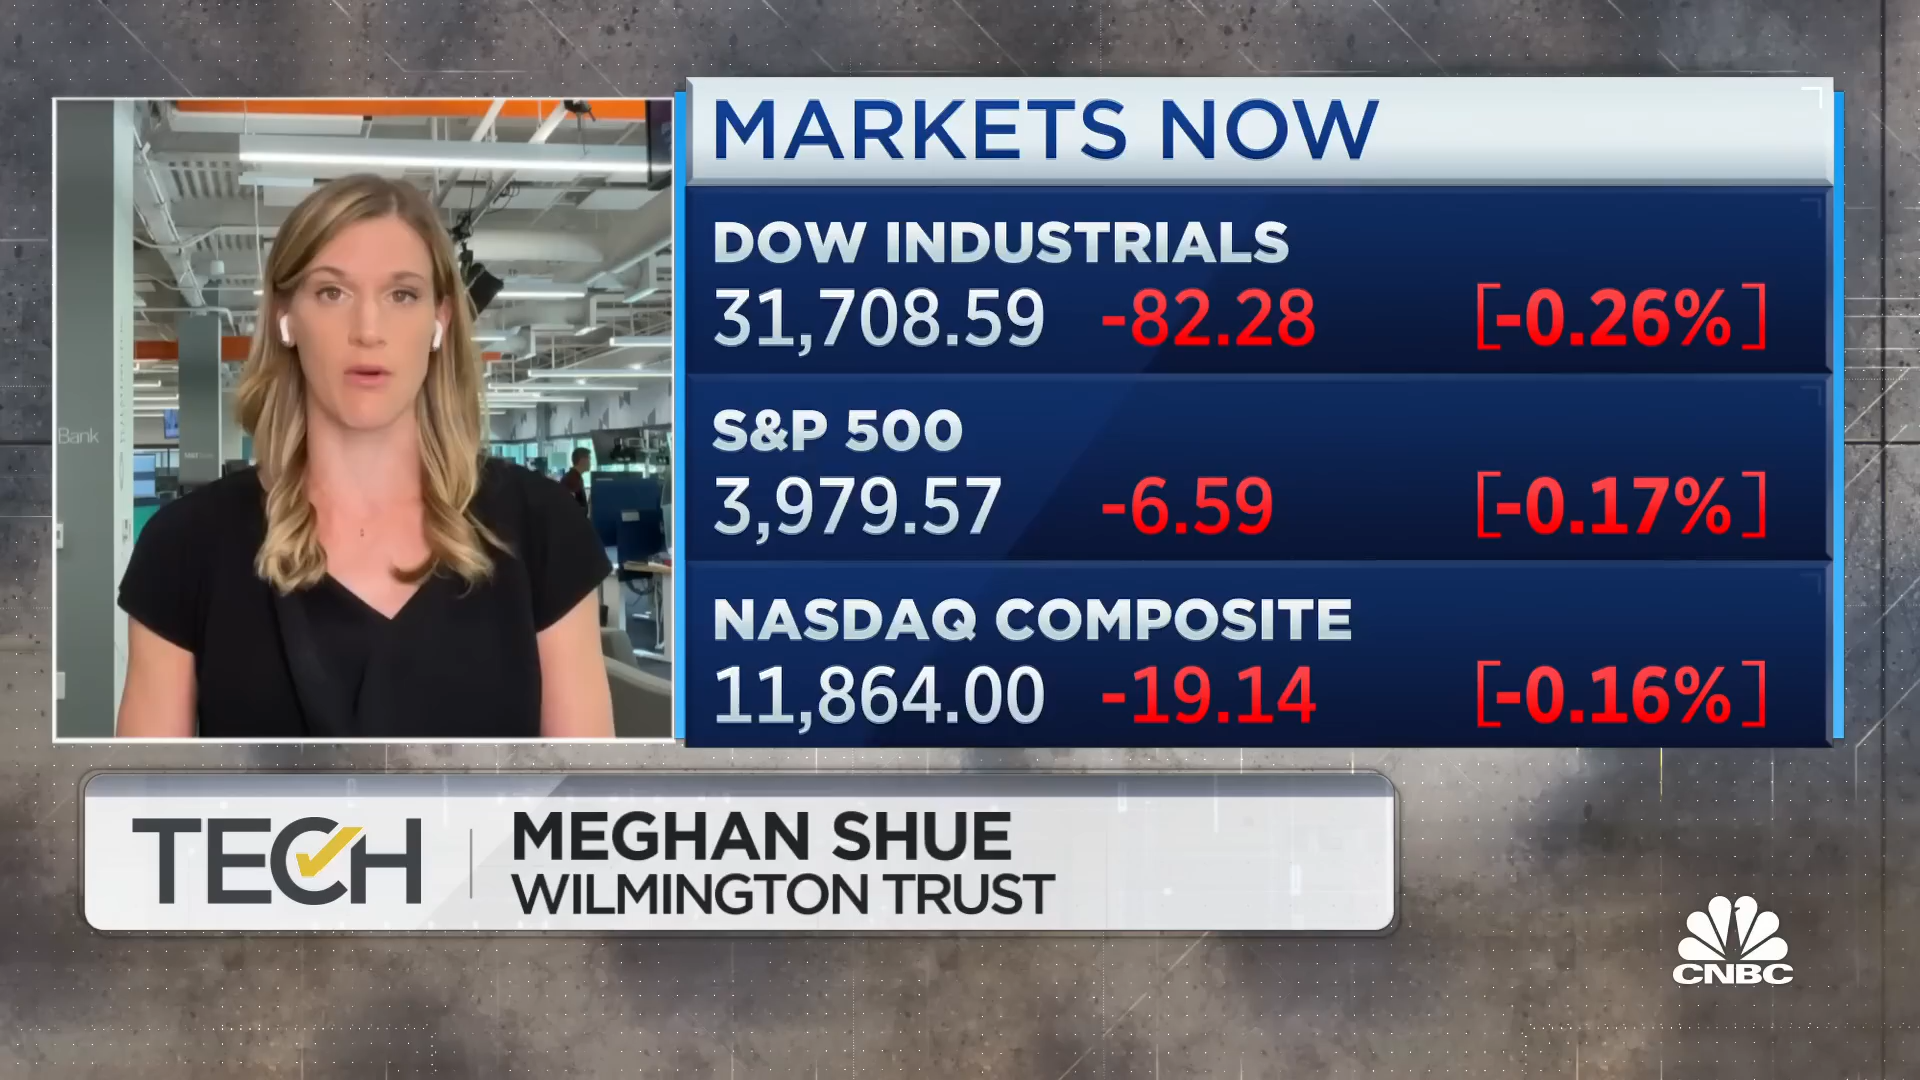 MARKETS NOW
DOW INDUSTRIALS
31,708.59 -82.28 [-0.26%]
S&P 500
3,979.57 -6.59 [-0.17%]
NASDAQ COMPOSITE
11,864.00 -19.14 [-0.16%]
Bank
TECH
MEGHAN SHUE
WILMINGTON TRUST
CNBC